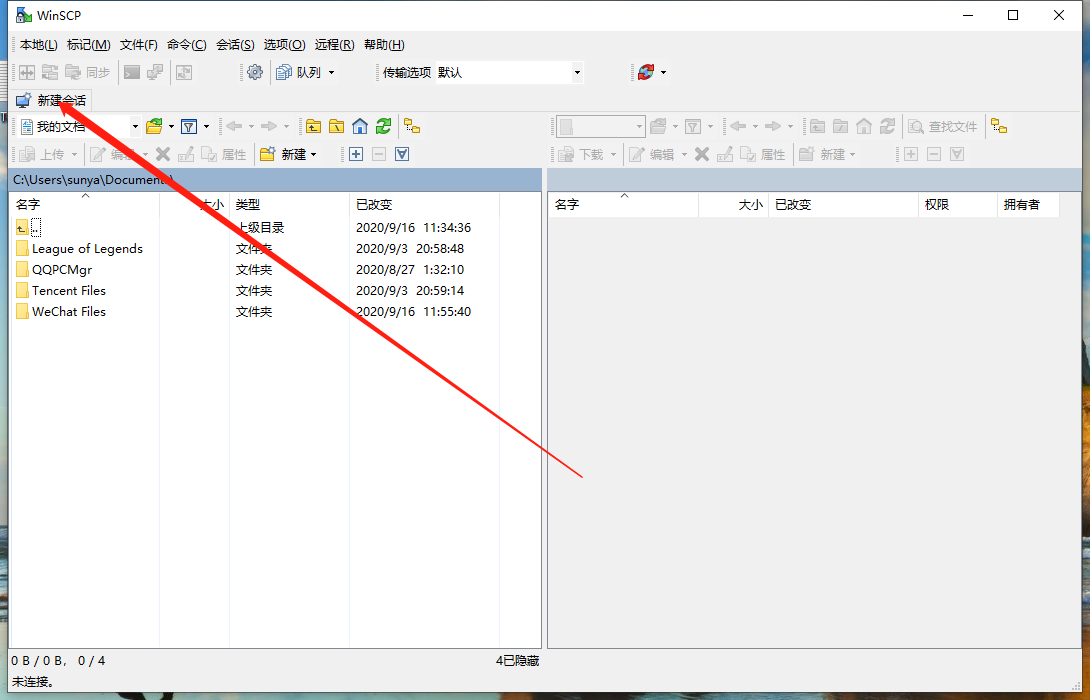 WinSCP
本地(L) 标记(M) 文件(F) 命令(C) 会话(S) 选项(O) 远程(R) 帮助(H)
同步 队列 传输选项 默认
新建会话
我的文档 查找文件
上传 编辑 属性 新建 下载 编辑 属性 新建
C:\Users\sunya\Documents\
名字 大小 类型 已改变 名字 大小 已改变 权限 拥有者
.. 上级目录 2020/9/16 11:34:36
League of Legends 文件夹 2020/9/3 20:58:48
QQPCMgr 文件夹 2020/8/27 1:32:10
Tencent Files 文件夹 2020/9/3 20:59:14
WeChat Files 文件夹 2020/9/16 11:55:40
0 B / 0 B, 0 / 4 4已隐藏
未连接。